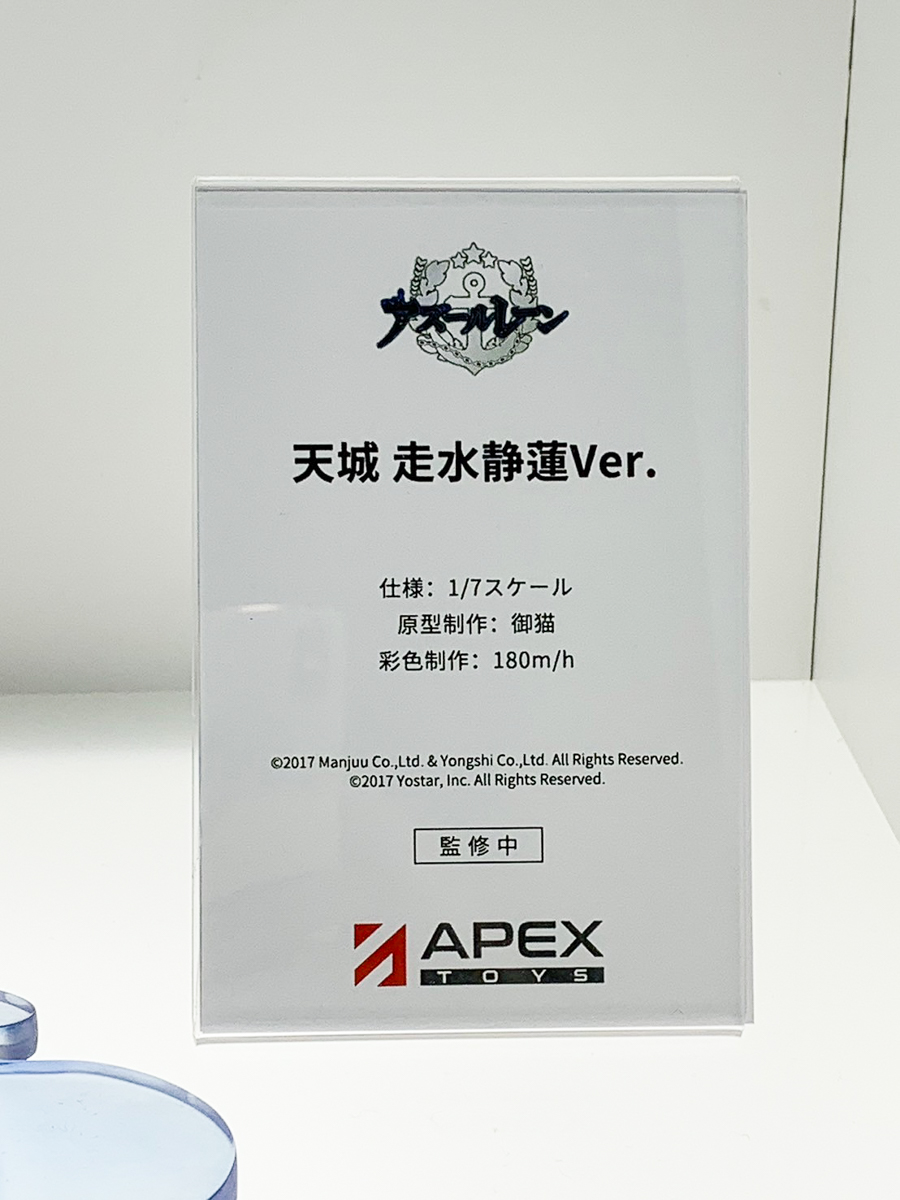 アズールレーン
天城 走水静蓮Ver.
仕様：1/7スケール
原型制作：御猫
彩色制作：180m/h
©2017 Manjuu Co.,Ltd. & Yongshi Co.,Ltd. All Rights Reserved.
©2017 Yostar, Inc. All Rights Reserved.
監修中
APEX
TOYS